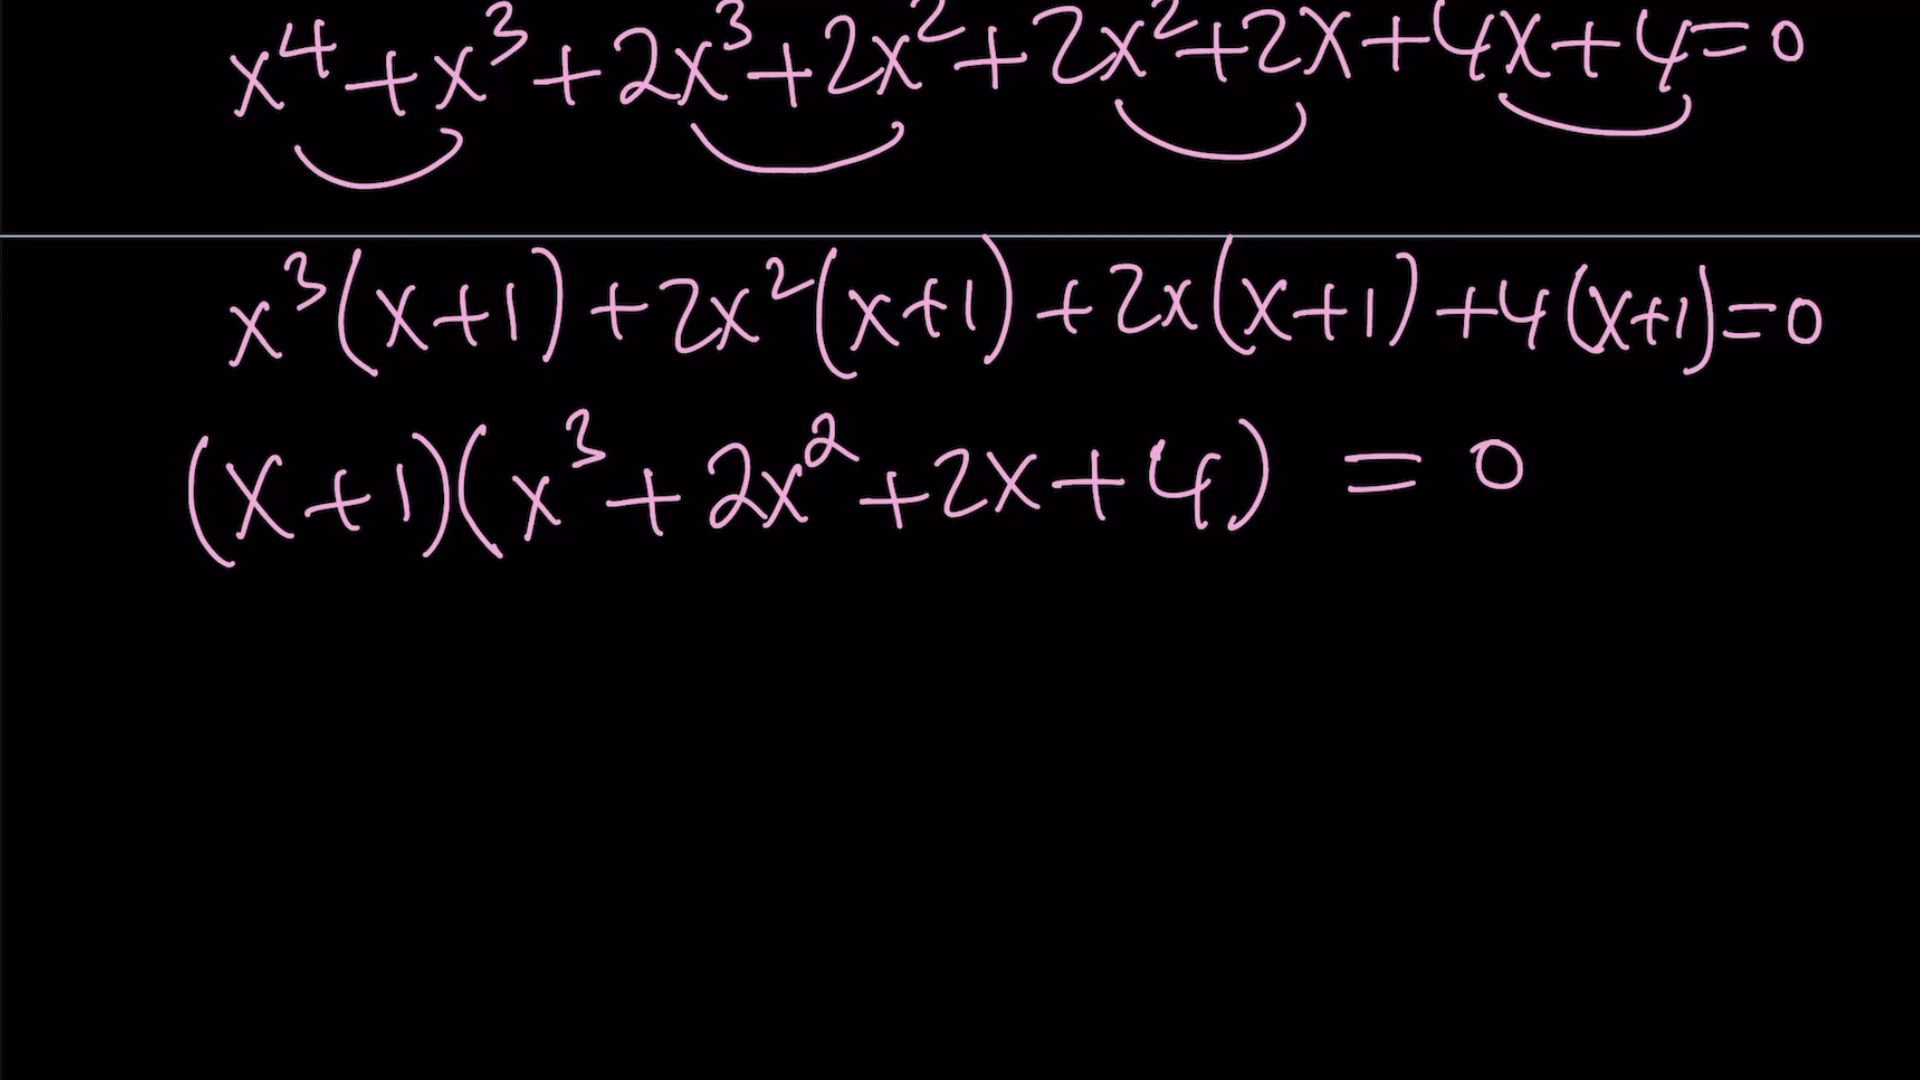 x⁴+x³+2x³+2x²+2x²+2x+4x+4=0
x³(x+1)+2x²(x+1)+2x(x+1)+4(x+1)=0
(x+1)(x³+2x²+2x+4) = 0